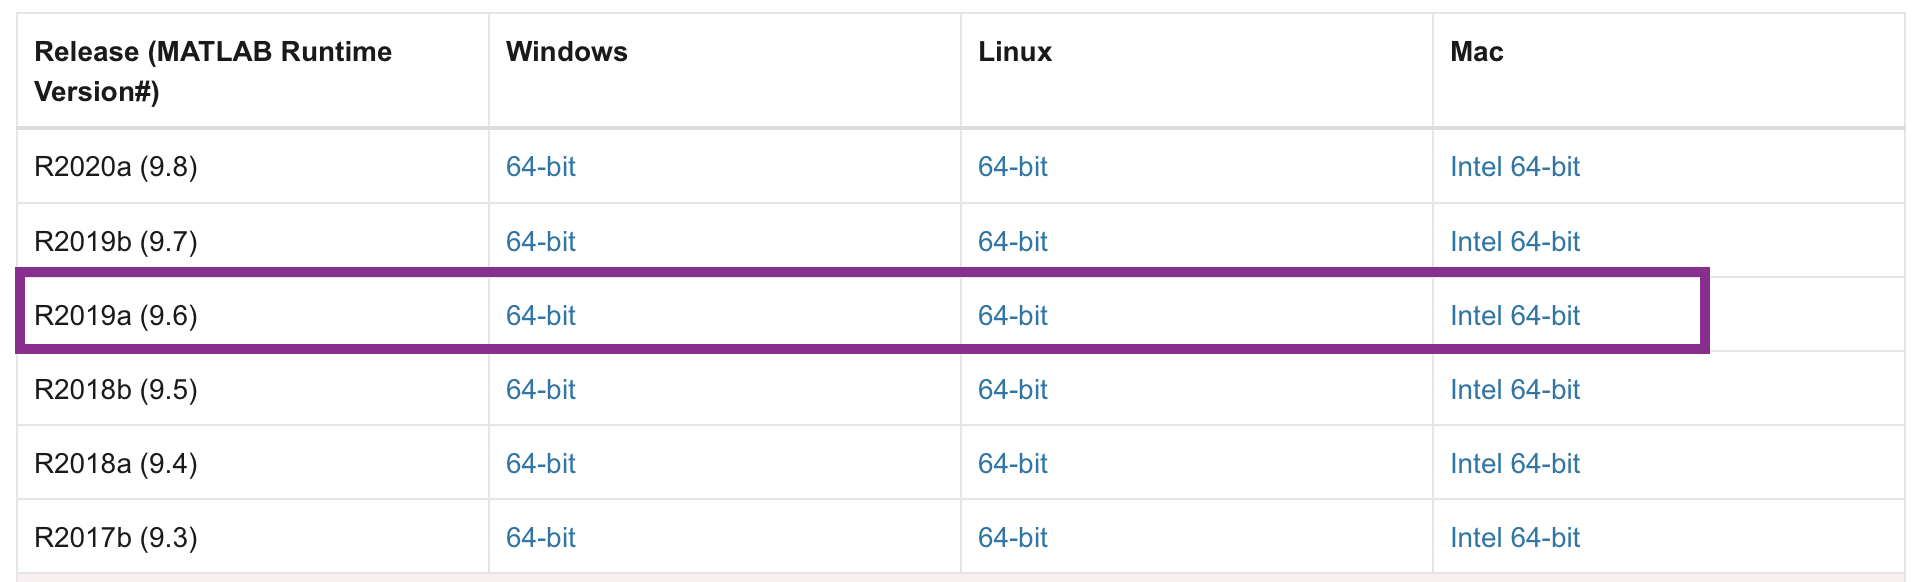 Release (MATLAB Runtime
Version#)
Windows
Linux
Mac
R2020a (9.8) 64-bit 64-bit Intel 64-bit
R2019b (9.7) 64-bit 64-bit Intel 64-bit
R2019a (9.6) 64-bit 64-bit Intel 64-bit
R2018b (9.5) 64-bit 64-bit Intel 64-bit
R2018a (9.4) 64-bit 64-bit Intel 64-bit
R2017b (9.3) 64-bit 64-bit Intel 64-bit